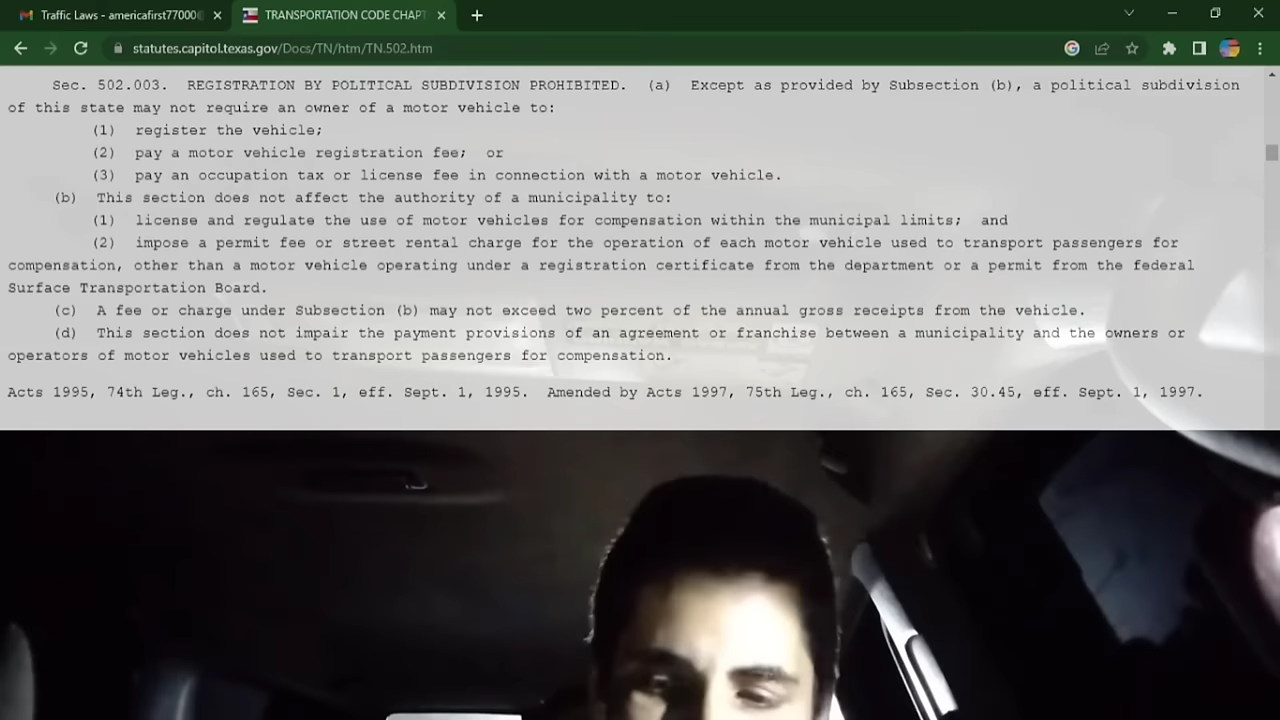 Traffic Laws - americafirst77000
TRANSPORTATION CODE CHAPT
statutes.capitol.texas.gov/Docs/TN/htm/TN.502.htm
Sec. 502.003. REGISTRATION BY POLITICAL SUBDIVISION PROHIBITED. (a) Except as provided by Subsection (b), a political subdivision
of this state may not require an owner of a motor vehicle to:
(1) register the vehicle;
(2) pay a motor vehicle registration fee; or
(3) pay an occupation tax or license fee in connection with a motor vehicle.
(b) This section does not affect the authority of a municipality to:
(1) license and regulate the use of motor vehicles for compensation within the municipal limits; and
(2) impose a permit fee or street rental charge for the operation of each motor vehicle used to transport passengers for
compensation, other than a motor vehicle operating under a registration certificate from the department or a permit from the federal
Surface Transportation Board.
(c) A fee or charge under Subsection (b) may not exceed two percent of the annual gross receipts from the vehicle.
(d) This section does not impair the payment provisions of an agreement or franchise between a municipality and the owners or
operators of motor vehicles used to transport passengers for compensation.
Acts 1995, 74th Leg., ch. 165, Sec. 1, eff. Sept. 1, 1995. Amended by Acts 1997, 75th Leg., ch. 165, Sec. 30.45, eff. Sept. 1, 1997.